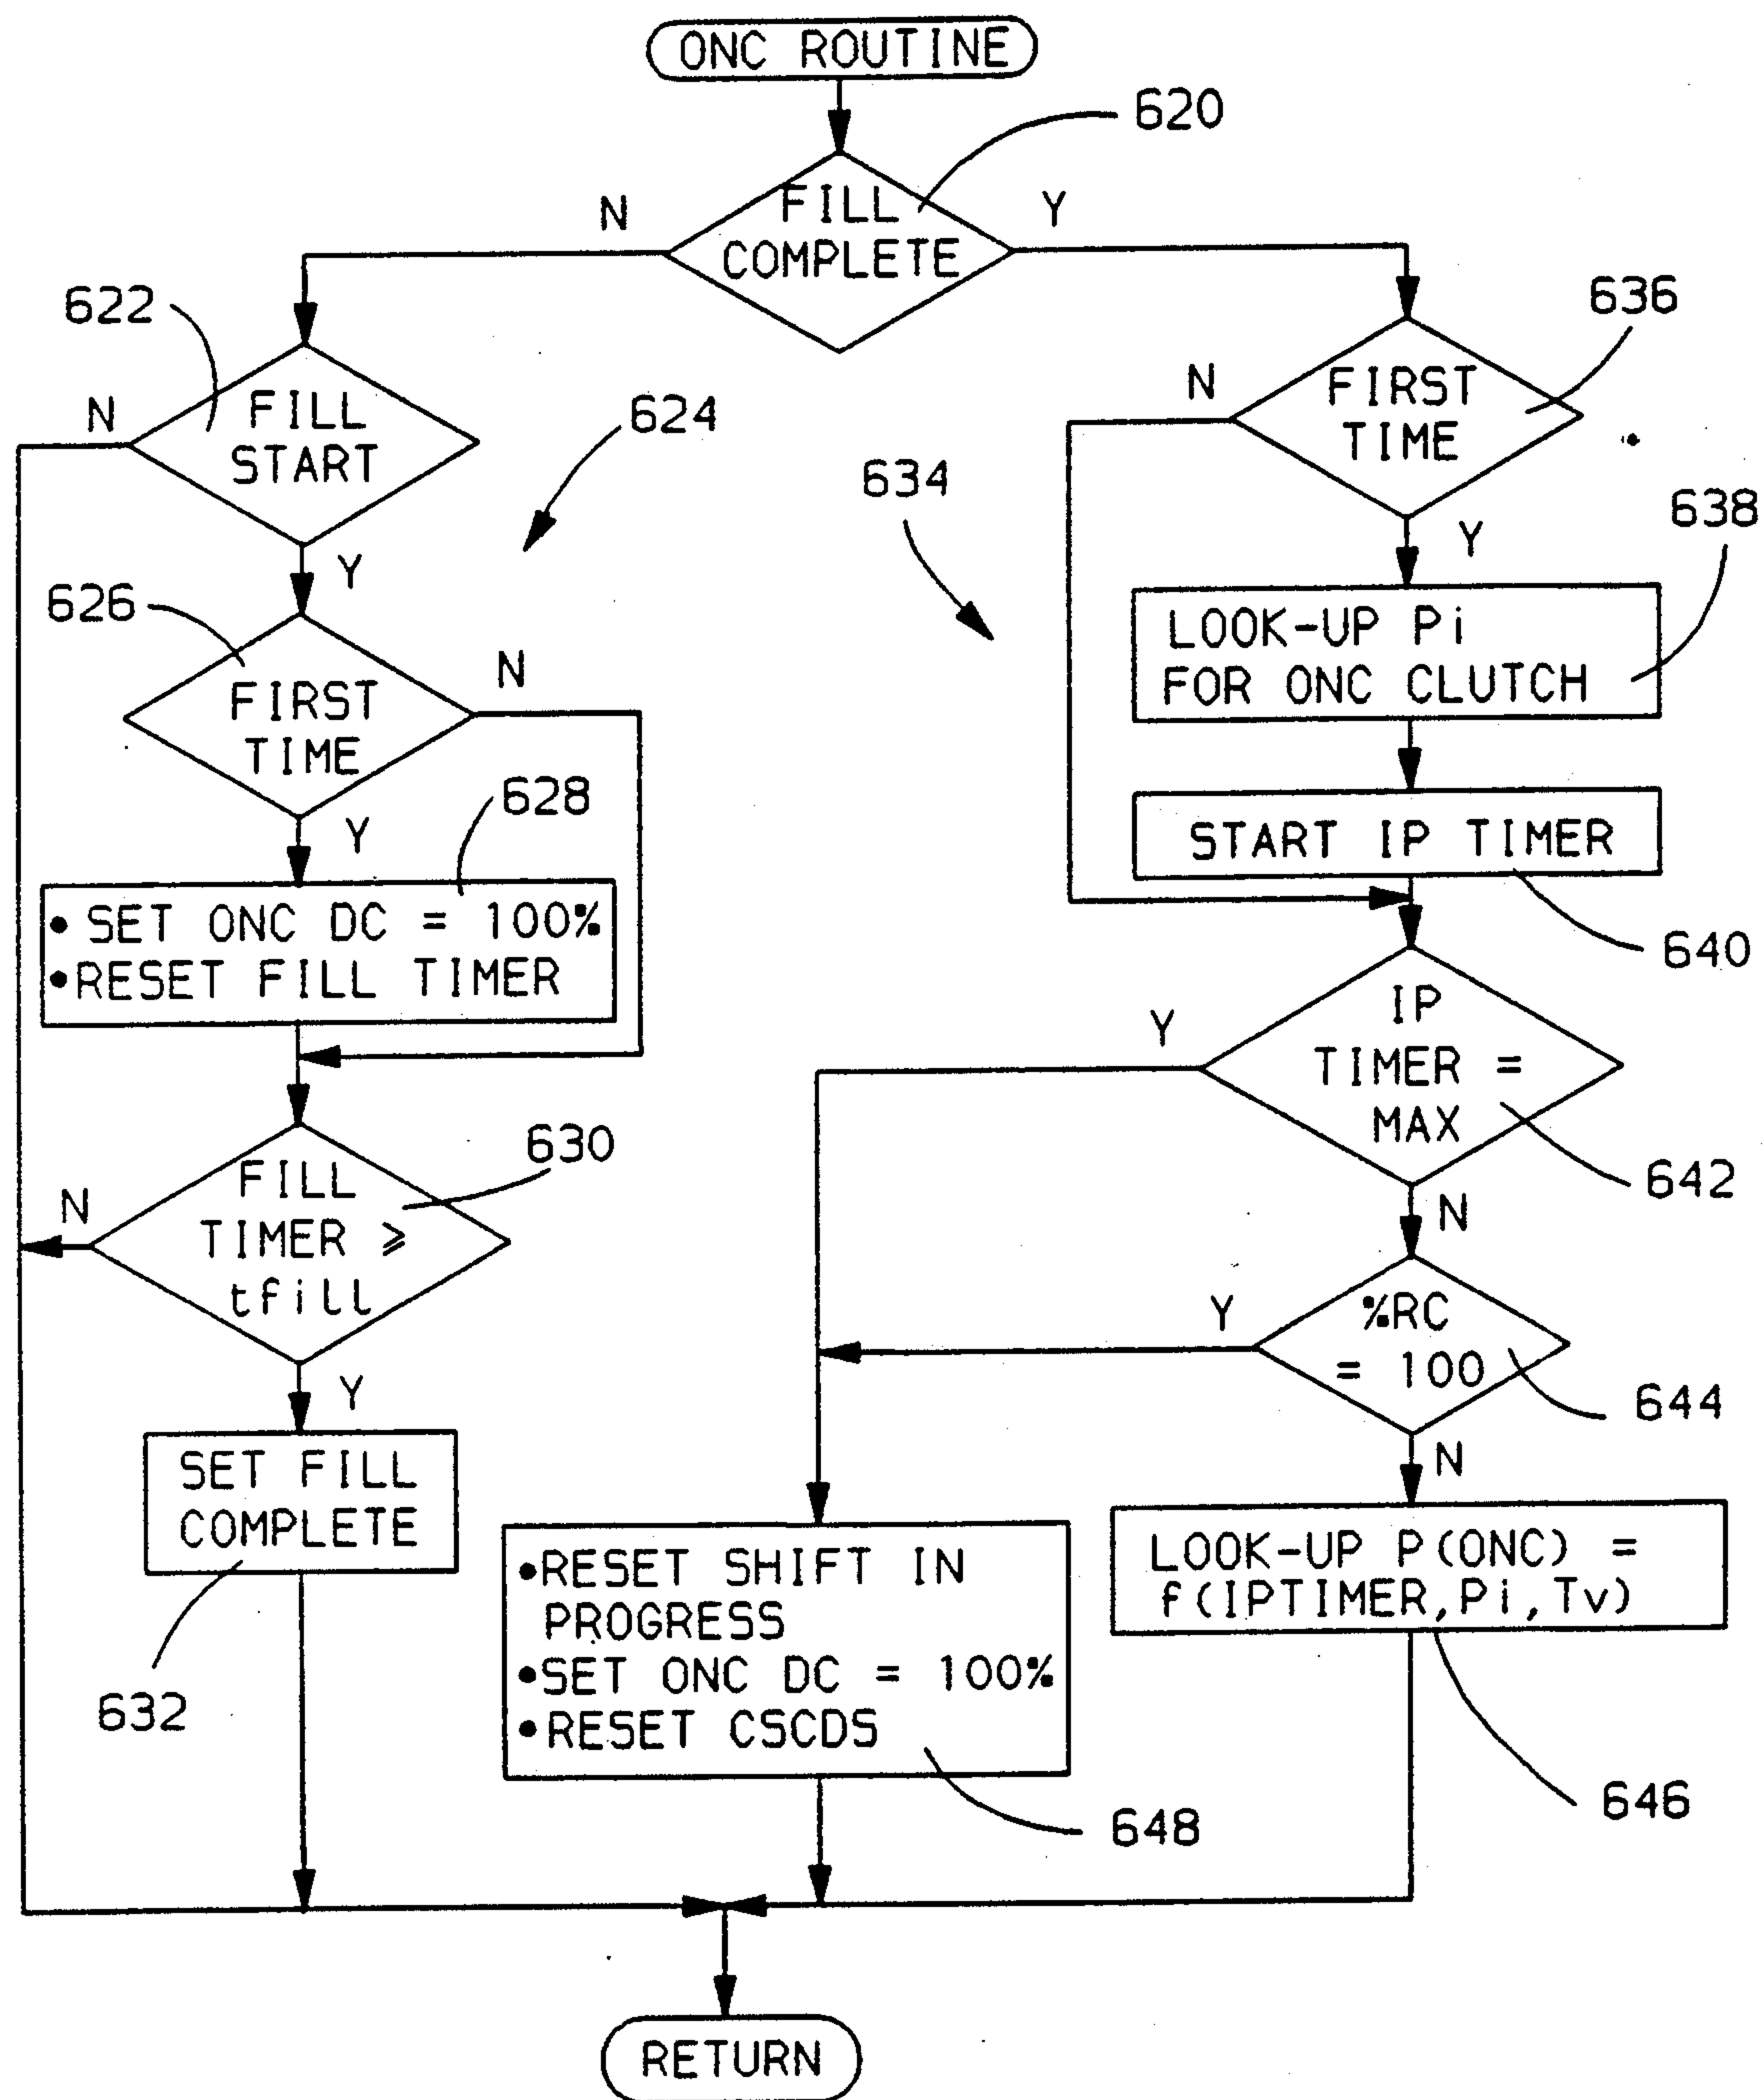 ONC ROUTINE
620
FILL
COMPLETE
N
Y
622
FILL
START
N
Y
624
626
FIRST
TIME
N
Y
628
• SET ONC DC = 100%
• RESET FILL TIMER
630
FILL
TIMER ≥
tfill
N
Y
SET FILL
COMPLETE
632
634
636
FIRST
TIME
N
Y
638
LOOK-UP Pi
FOR ONC CLUTCH
START IP TIMER
640
IP
TIMER =
MAX
Y
642
N
%RC
= 100
Y
644
N
LOOK-UP P(ONC) =
f(IPTIMER,Pi,Tv)
646
•RESET SHIFT IN
PROGRESS
•SET ONC DC = 100%
•RESET CSCDS
648
RETURN